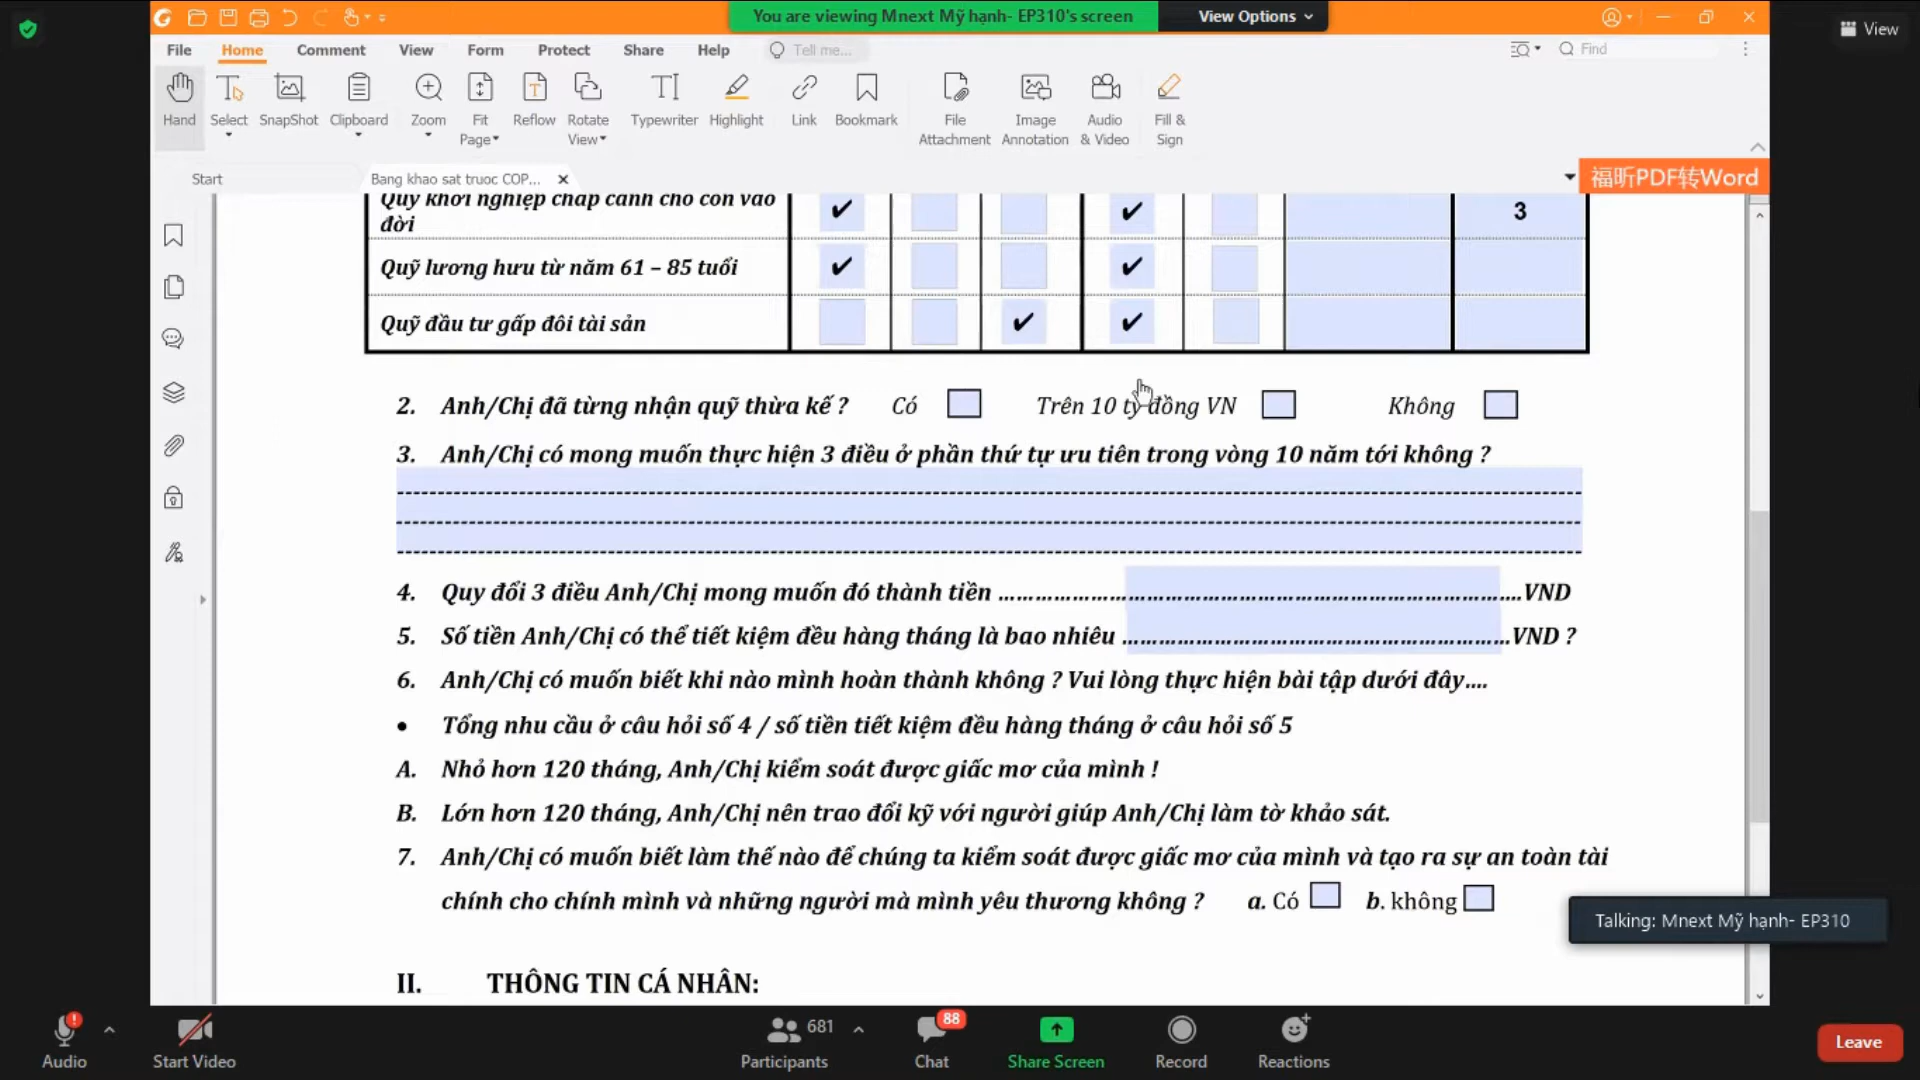 You are viewing Mnext Mỹ hạnh- EP310's screen
View Options
View
File
Home
Comment
View
Form
Protect
Share
Help
Tell me...
Find
Hand
Select
SnapShot
Clipboard
Zoom
Fit
Page
Reflow
Rotate
View
Typewriter
Highlight
Link
Bookmark
File
Attachment
Image
Annotation
Audio
& Video
Fill &
Sign
Start
Bang khao sat truoc COP...
福昕PDF转Word
Quỹ khởi nghiệp chắp cánh cho con vào
đời
3
Quỹ lương hưu từ năm 61 – 85 tuổi
Quỹ đầu tư gấp đôi tài sản
2. Anh/Chị đã từng nhận quỹ thừa kế ? Có Trên 10 tỷ đồng VN Không
3. Anh/Chị có mong muốn thực hiện 3 điều ở phần thứ tự ưu tiên trong vòng 10 năm tới không ?
4. Quy đổi 3 điều Anh/Chị mong muốn đó thành tiền ……………………………………………………………….VND
5. Số tiền Anh/Chị có thể tiết kiệm đều hàng tháng là bao nhiêu …………………………………………………VND ?
6. Anh/Chị có muốn biết khi nào mình hoàn thành không ? Vui lòng thực hiện bài tập dưới đây….
• Tổng nhu cầu ở câu hỏi số 4 / số tiền tiết kiệm đều hàng tháng ở câu hỏi số 5
A. Nhỏ hơn 120 tháng, Anh/Chị kiểm soát được giấc mơ của mình !
B. Lớn hơn 120 tháng, Anh/Chị nên trao đổi kỹ với người giúp Anh/Chị làm tờ khảo sát.
7. Anh/Chị có muốn biết làm thế nào để chúng ta kiểm soát được giấc mơ của mình và tạo ra sự an toàn tài
chính cho chính mình và những người mà mình yêu thương không ? a. Có b. không
Talking: Mnext Mỹ hạnh- EP310
II. THÔNG TIN CÁ NHÂN:
Audio
Start Video
681
Participants
88
Chat
Share Screen
Record
Reactions
Leave